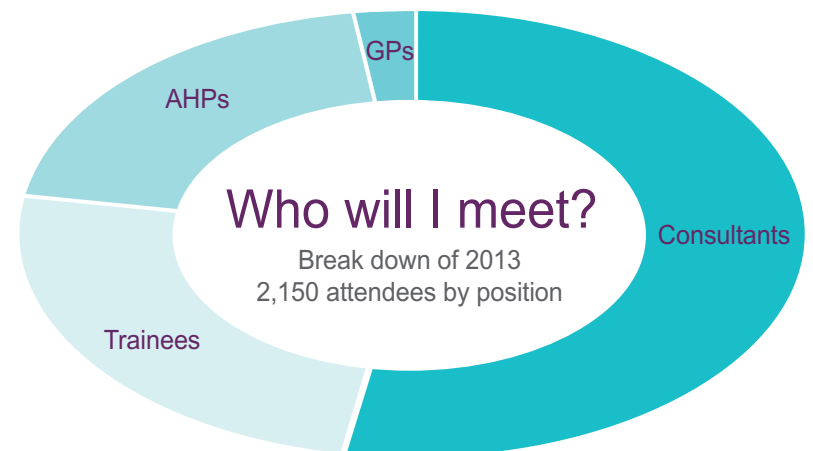 GPs
AHPs
Who will I meet?
Break down of 2013
2,150 attendees by position
Consultants
Trainees